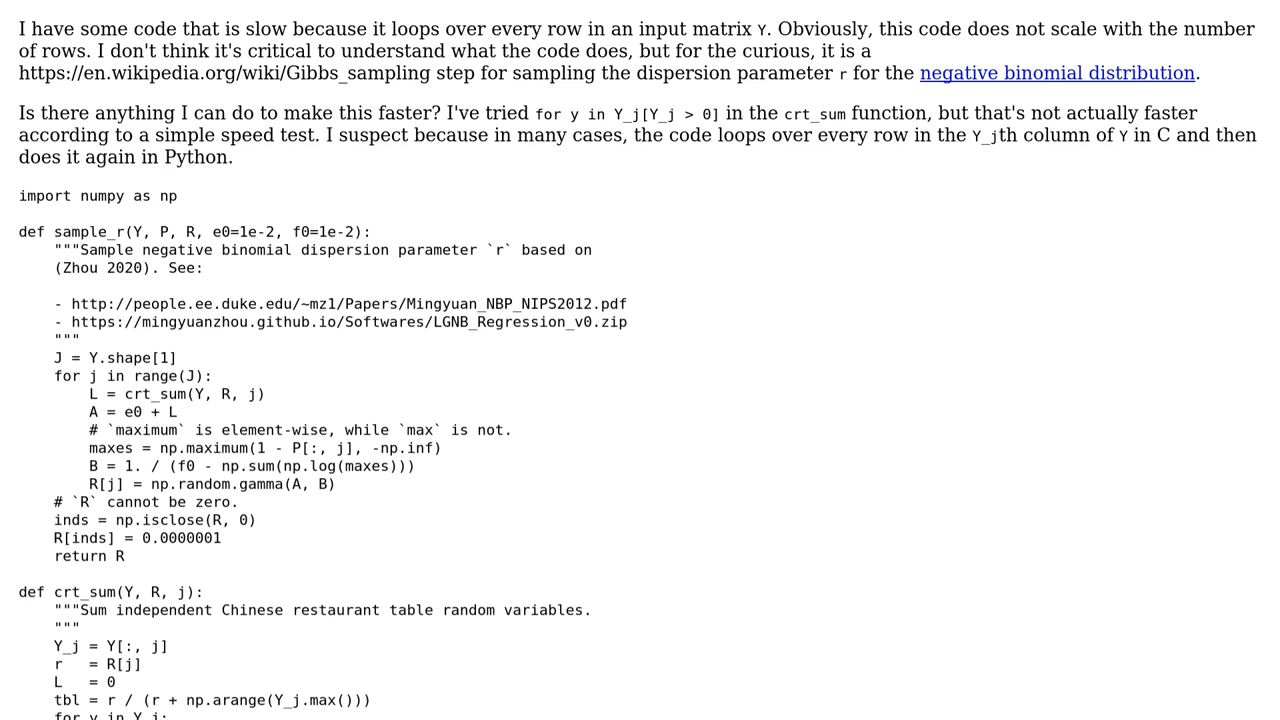 I have some code that is slow because it loops over every row in an input matrix Y. Obviously, this code does not scale with the number
of rows. I don't think it's critical to understand what the code does, but for the curious, it is a
https://en.wikipedia.org/wiki/Gibbs_sampling step for sampling the dispersion parameter r for the negative binomial distribution.
Is there anything I can do to make this faster? I've tried for y in Y_j[Y_j > 0] in the crt_sum function, but that's not actually faster
according to a simple speed test. I suspect because in many cases, the code loops over every row in the Y_jth column of Y in C and then
does it again in Python.
import numpy as np
def sample_r(Y, P, R, e0=1e-2, f0=1e-2):
    """Sample negative binomial dispersion parameter `r` based on
    (Zhou 2020). See:
    - http://people.ee.duke.edu/~mz1/Papers/Mingyuan_NBP_NIPS2012.pdf
    - https://mingyuanzhou.github.io/Softwares/LGNB_Regression_v0.zip
    """
    J = Y.shape[1]
    for j in range(J):
        L = crt_sum(Y, R, j)
        A = e0 + L
        # `maximum` is element-wise, while `max` is not.
        maxes = np.maximum(1 - P[:, j], -np.inf)
        B = 1. / (f0 - np.sum(np.log(maxes)))
        R[j] = np.random.gamma(A, B)
    # `R` cannot be zero.
    inds = np.isclose(R, 0)
    R[inds] = 0.0000001
    return R
def crt_sum(Y, R, j):
    """Sum independent Chinese restaurant table random variables.
    """
    Y_j = Y[:, j]
    r   = R[j]
    L   = 0
    tbl = r / (r + np.arange(Y_j.max()))
    for y in Y_j: